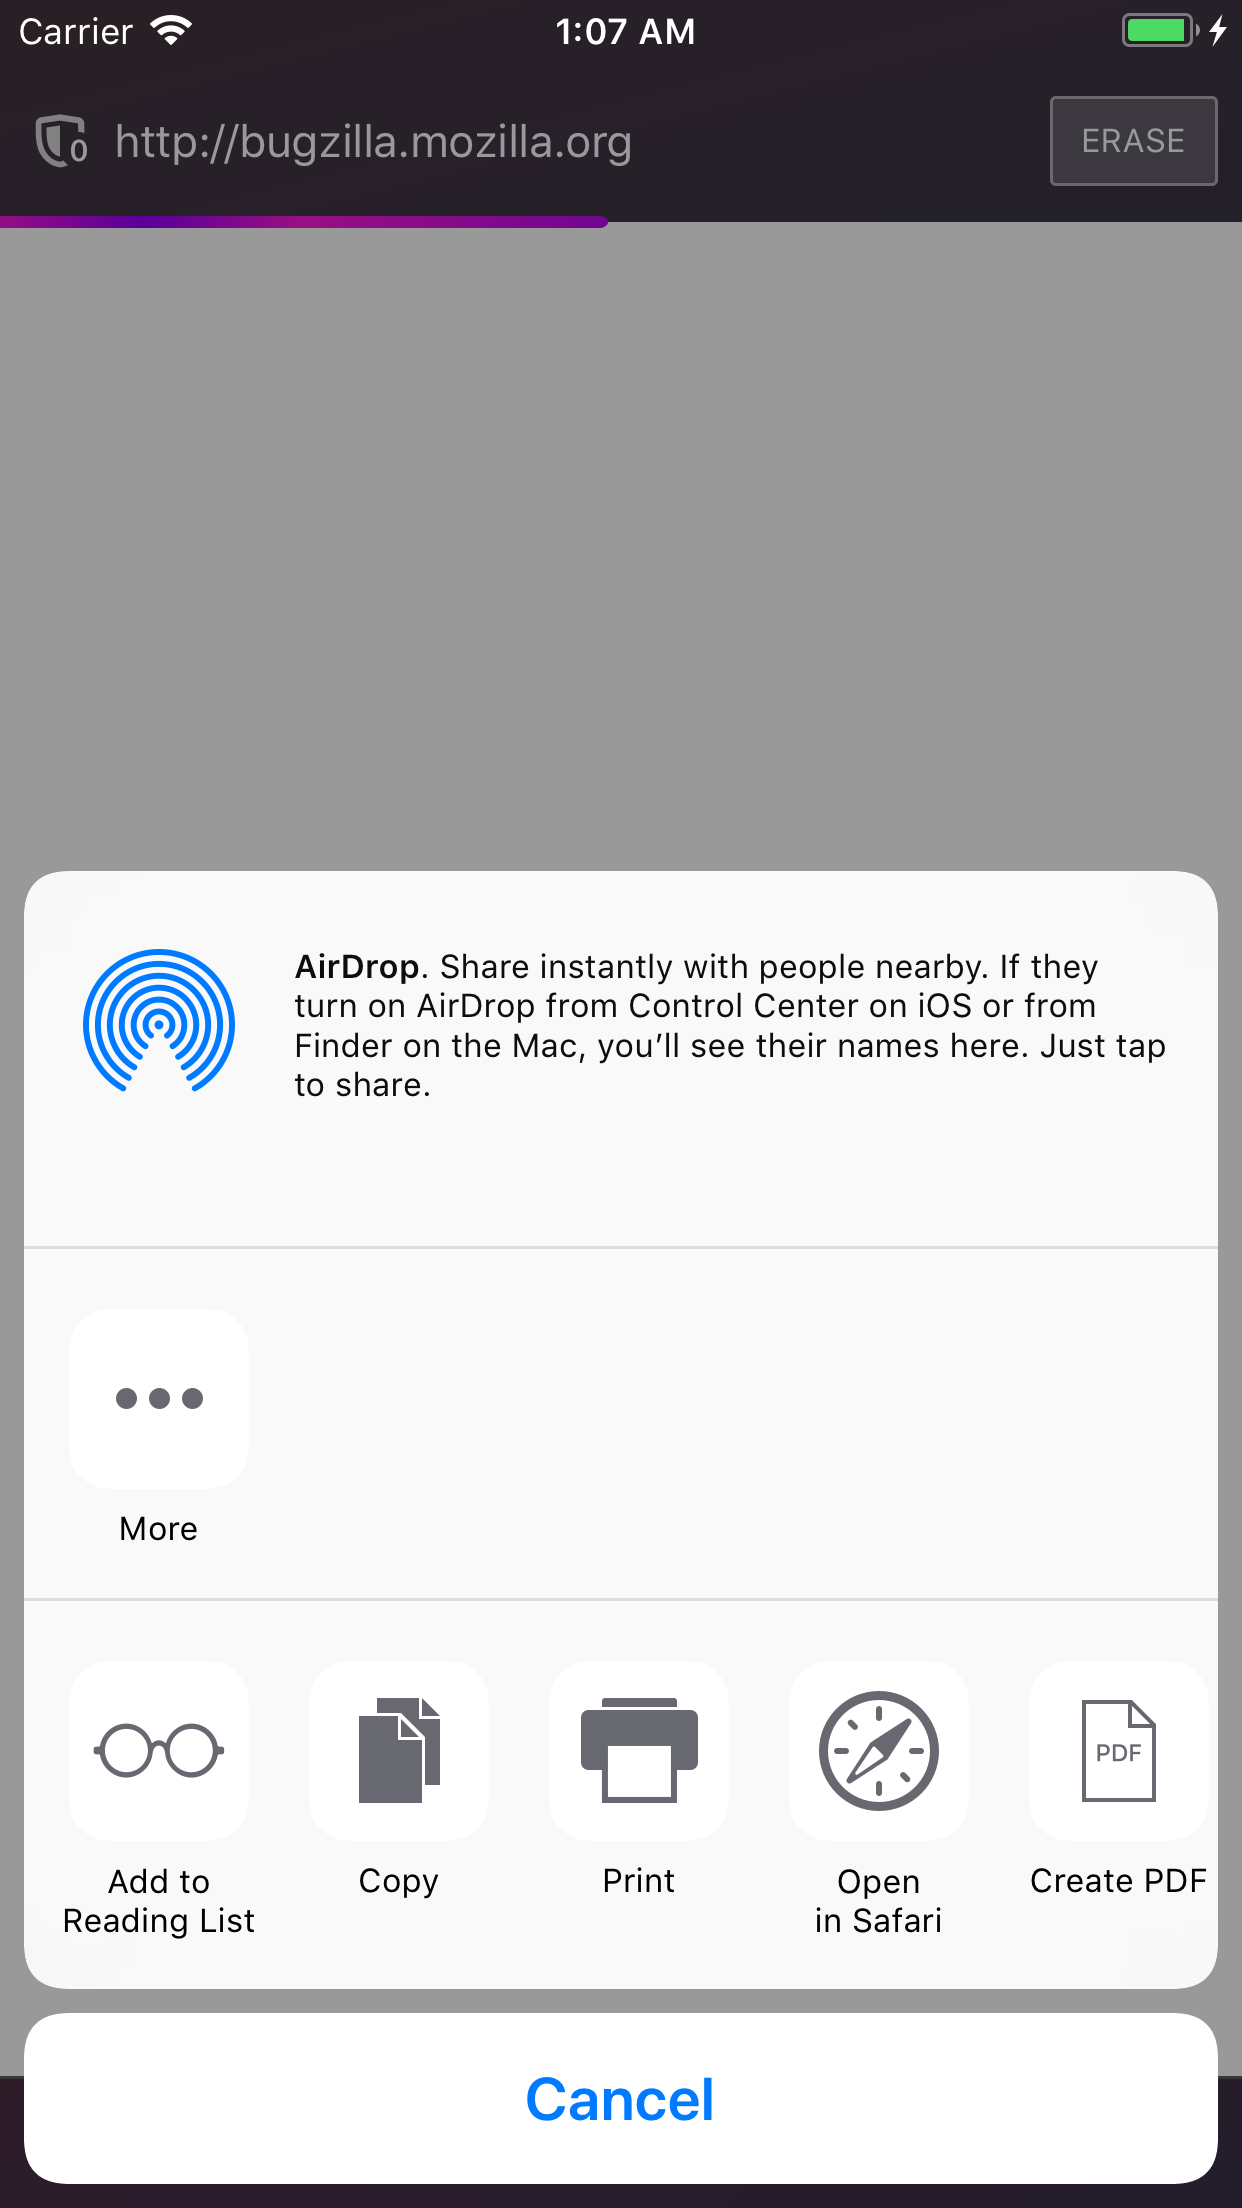 Carrier 1:07 AM
0 http://bugzilla.mozilla.org ERASE
AirDrop. Share instantly with people nearby. If they
turn on AirDrop from Control Center on iOS or from
Finder on the Mac, you’ll see their names here. Just tap
to share.
More
Add to
Reading List
Copy
Print
Open
in Safari
PDF
Create PDF
Cancel